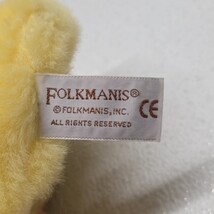 FOLKMANIS®
© FOLKMANIS, INC.
ALL RIGHTS RESERVED
CE